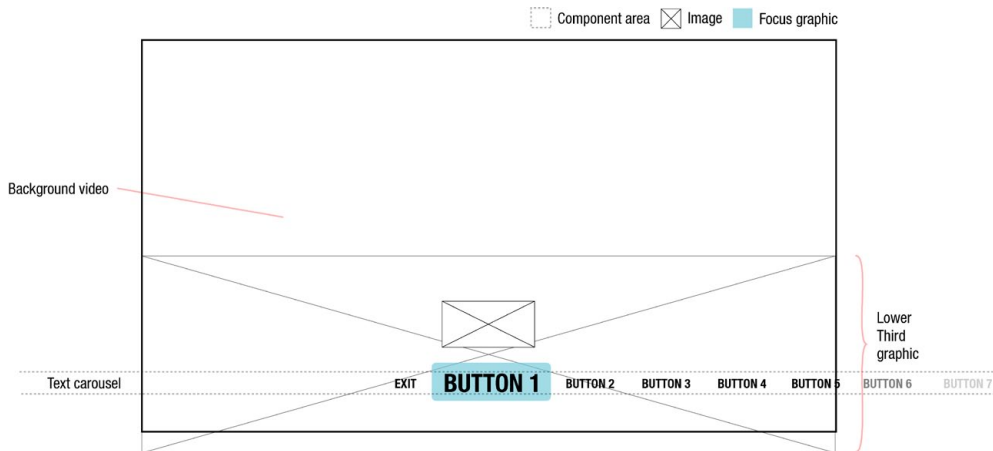 Component area
Image
Focus graphic
Background video
Lower
Third
graphic
Text carousel
EXIT
BUTTON 1
BUTTON 2
BUTTON 3
BUTTON 4
BUTTON 5
BUTTON 6
BUTTON 7